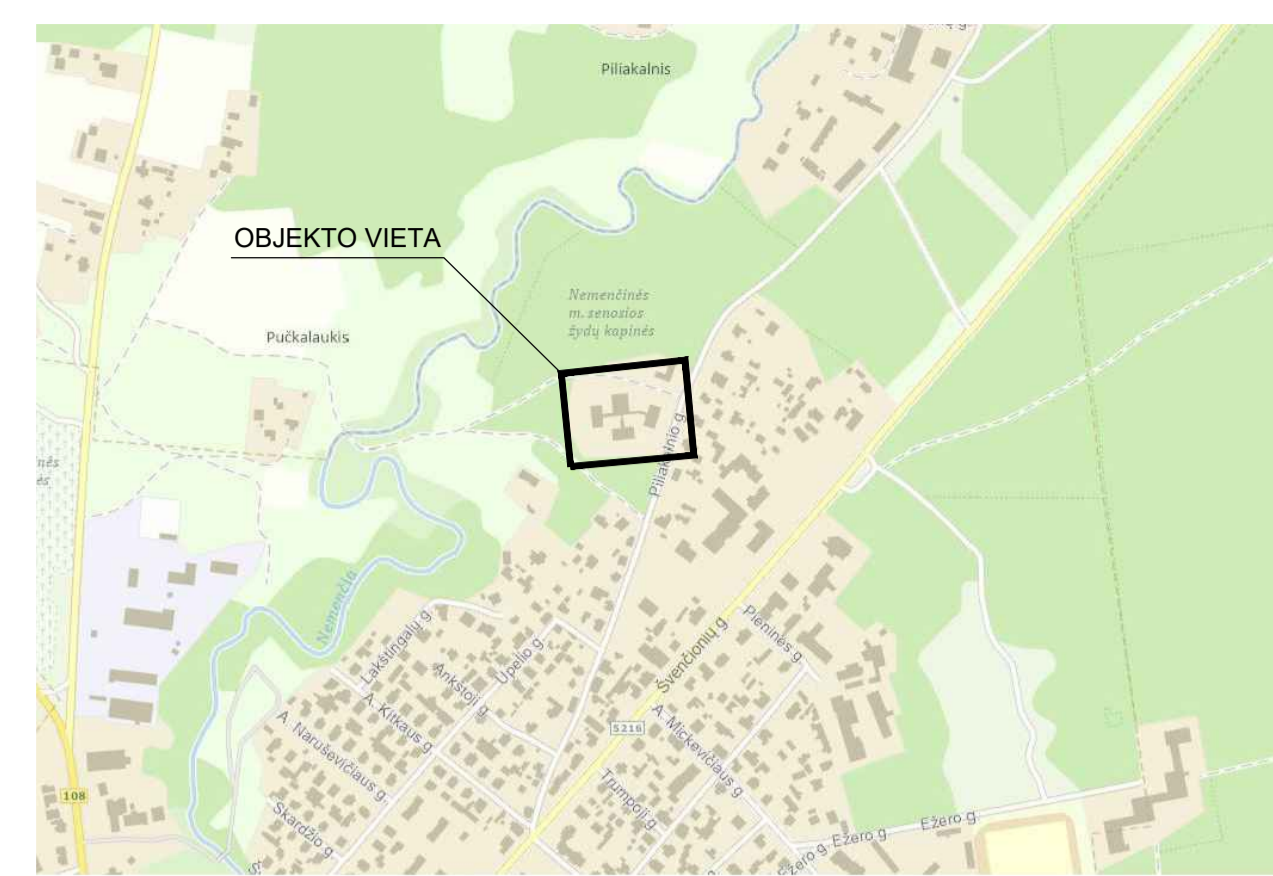 Piliakalnis
OBJEKTO VIETA
Nemenčinės
m. senosios
žydų kapinės
Pučkalaukis
Piliakalnio g.
Nemenčia
Lakštingalų g.
Upelio g.
Ankstoji g.
A. Kitkaus g.
A. Naruševičiaus g.
Skardžio g.
Švenčionių g.
Pieninės g.
5216
A. Mickevičiaus g.
Trumpoji g.
108
Ežero g.
Ežero g.
Ežero g.